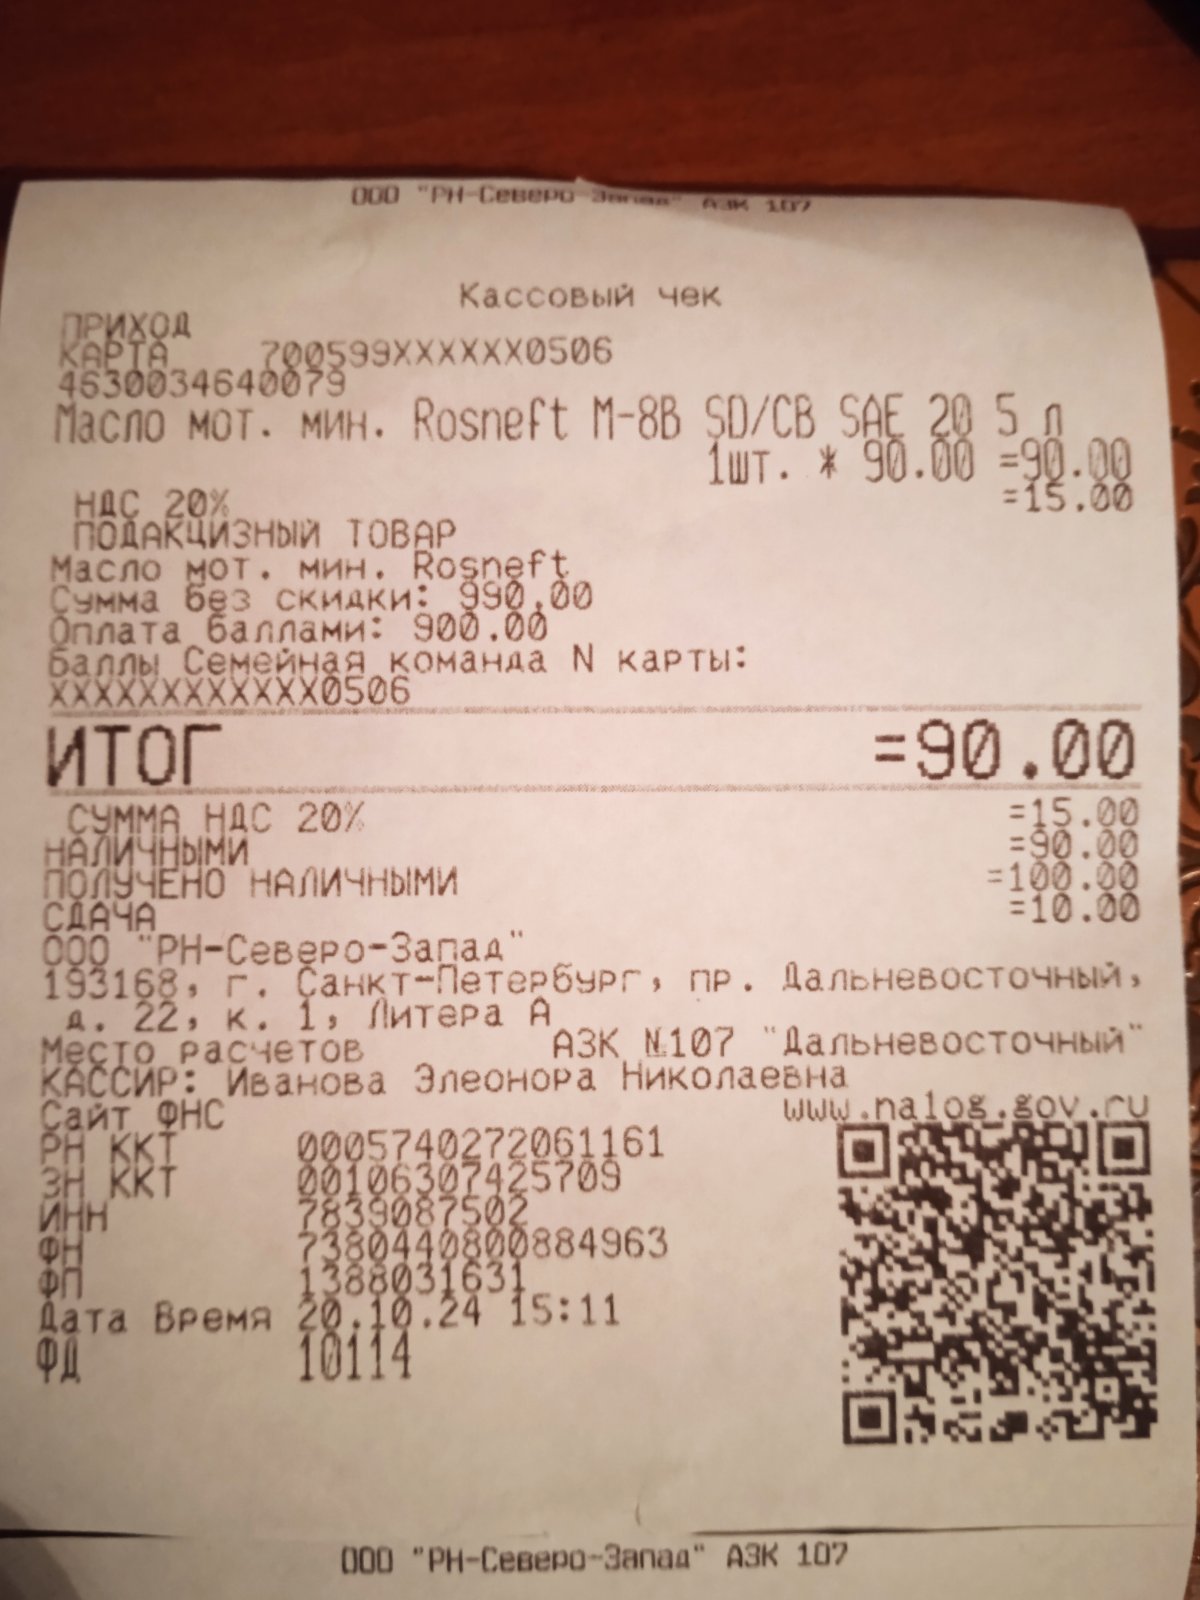 ООО "РН-Северо-Запад" АЗК 107
Кассовый чек
ПРИХОД
КАРТА 700599XXXXXX0506
4630034640079
Масло мот. мин. Rosneft М-8В SD/CB SAE 20 5 л
1шт. * 90.00 =90.00
НДС 20% =15.00
ПОДАКЦИЗНЫЙ ТОВАР
Масло мот. мин. Rosneft
Сумма без скидки: 990.00
Оплата баллами: 900.00
Баллы Семейная команда N карты:
XXXXXXXXXXXX0506
ИТОГ =90.00
СУММА НДС 20% =15.00
НАЛИЧНЫМИ =90.00
ПОЛУЧЕНО НАЛИЧНЫМИ =100.00
СДАЧА =10.00
ООО "РН-Северо-Запад"
193168, г. Санкт-Петербург, пр. Дальневосточный,
д. 22, к. 1, Литера А
Место расчетов АЗК №107 "Дальневосточный"
КАССИР: Иванова Элеонора Николаевна
Сайт ФНС www.nalog.gov.ru
РН ККТ 0005740272061161
ЗН ККТ 00106307425709
ИНН 7839087502
ФН 7380440800884963
ФП 1388031631
Дата Время 20.10.24 15:11
ФД 10114
ООО "РН-Северо-Запад" АЗК 107